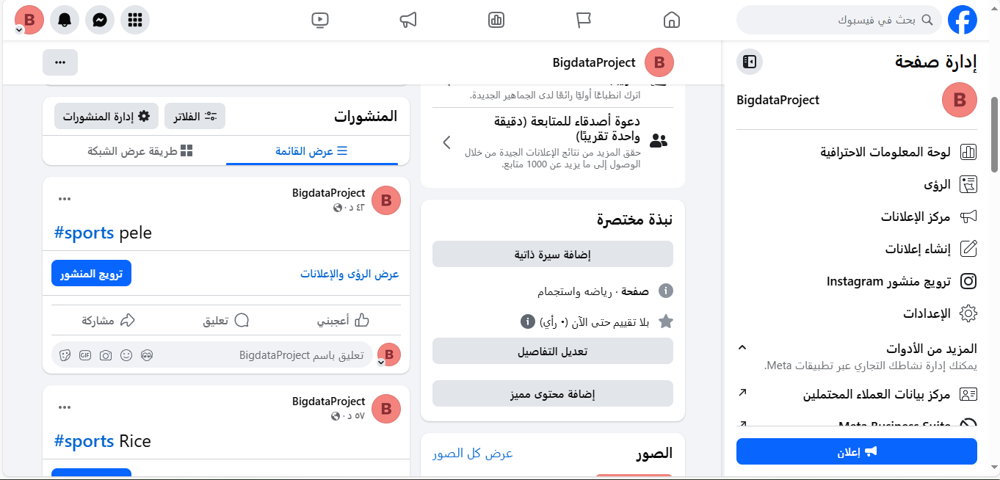 بحث في فيسبوك
B
إدارة صفحة
B
BigdataProject
لوحة المعلومات الاحترافية
الرؤى
مركز الإعلانات
إنشاء إعلانات
ترويج منشور Instagram
الإعدادات
المزيد من الأدوات
يمكنك إدارة نشاطك التجاري عبر تطبيقات Meta.
مركز بيانات العملاء المحتملين
Meta Business Suite
إعلان
B
BigdataProject
اترك انطباعًا أوليًا رائعًا لدى الجماهير الجديدة.
دعوة أصدقاء للمتابعة (دقيقة
واحدة تقريبًا)
حقق المزيد من نتائج الإعلانات الجيدة من خلال
الوصول إلى ما يزيد عن 1000 متابع.
نبذة مختصرة
إضافة سيرة ذاتية
صفحة · رياضه واستجمام
بلا تقييم حتى الآن (٠ رأي)
تعديل التفاصيل
إضافة محتوى مميز
الصور
عرض كل الصور
المنشورات
الفلاتر
إدارة المنشورات
عرض القائمة
طريقة عرض الشبكة
B
BigdataProject
٤٣ د ·
#sports pele
عرض الرؤى والإعلانات
ترويج المنشور
أعجبني
تعليق
مشاركة
B
تعليق باسم BigdataProject
GIF
B
BigdataProject
٥٧ د ·
#sports Rice